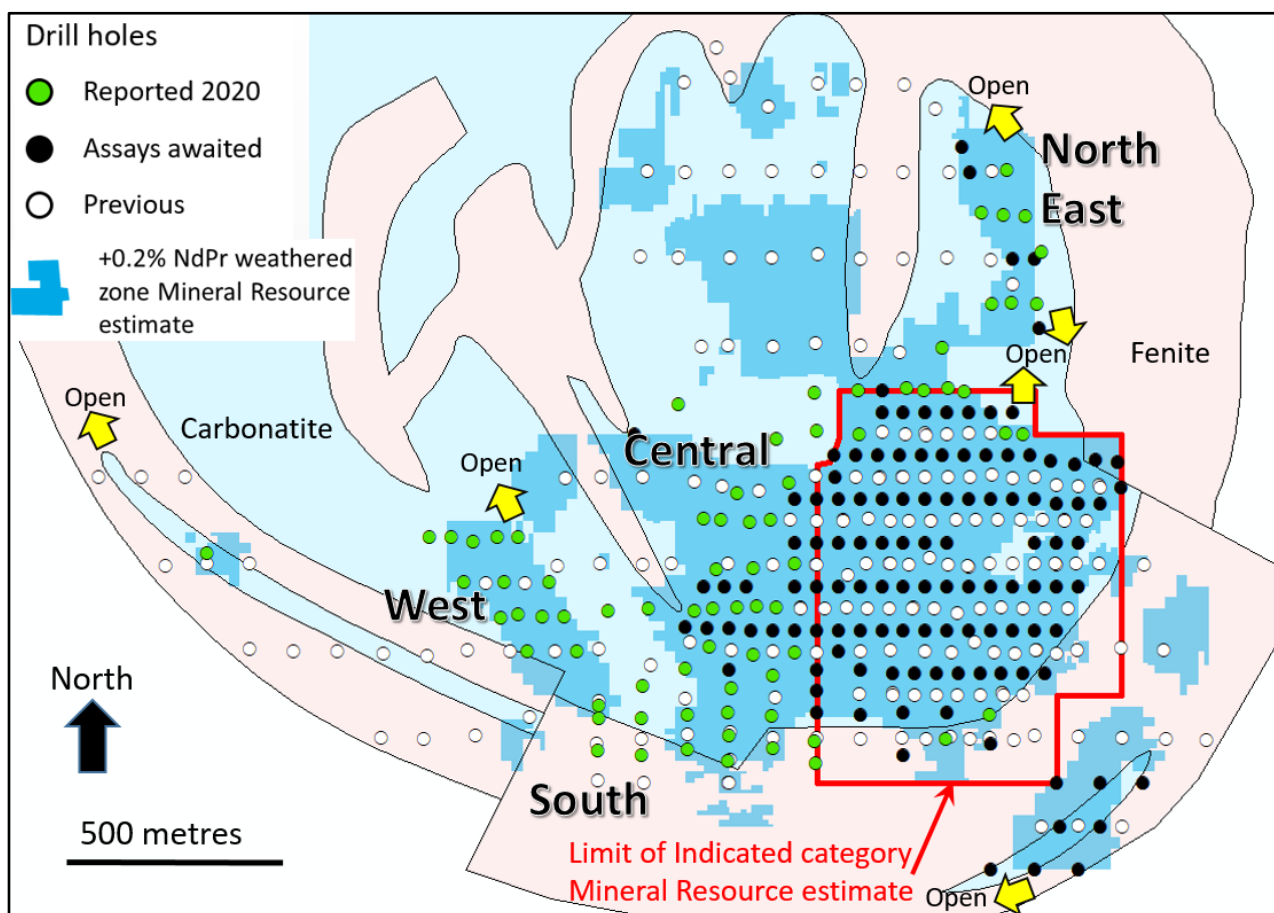 Drill holes
Reported 2020
Assays awaited
Previous
+0.2% NdPr weathered
zone Mineral Resource
estimate
Open
North
East
Open
Fenite
Open
Carbonatite
Open
Central
West
North
500 metres
South
Limit of Indicated category
Mineral Resource estimate
Open